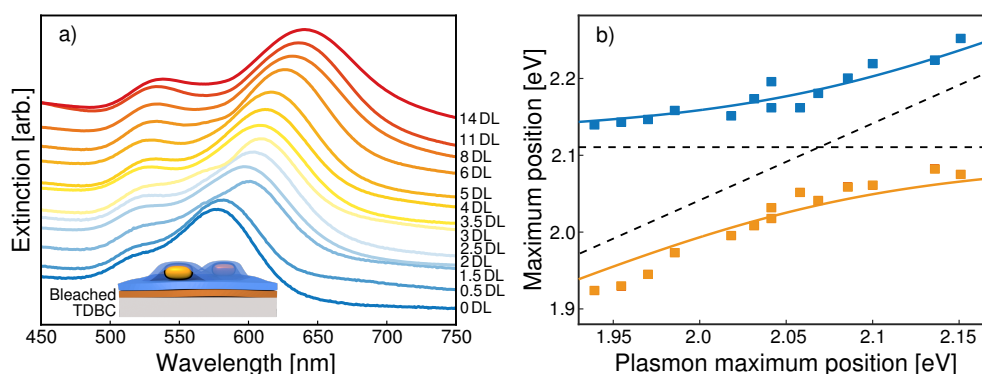 a)
Extinction [arb.]
14 DL
11 DL
8 DL
6 DL
5 DL
4 DL
3.5 DL
3 DL
2.5 DL
2 DL
1.5 DL
0.5 DL
0 DL
Bleached
TDBC
450 500 550 600 650 700 750
Wavelength [nm]
b)
Maximum position [eV]
2.2
2.1
2.0
1.9
1.95 2.0 2.05 2.1 2.15
Plasmon maximum position [eV]